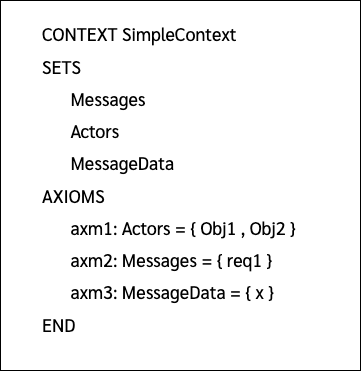 CONTEXT SimpleContext
SETS
Messages
Actors
MessageData
AXIOMS
axm1: Actors = { Obj1 , Obj2 }
axm2: Messages = { req1 }
axm3: MessageData = { x }
END